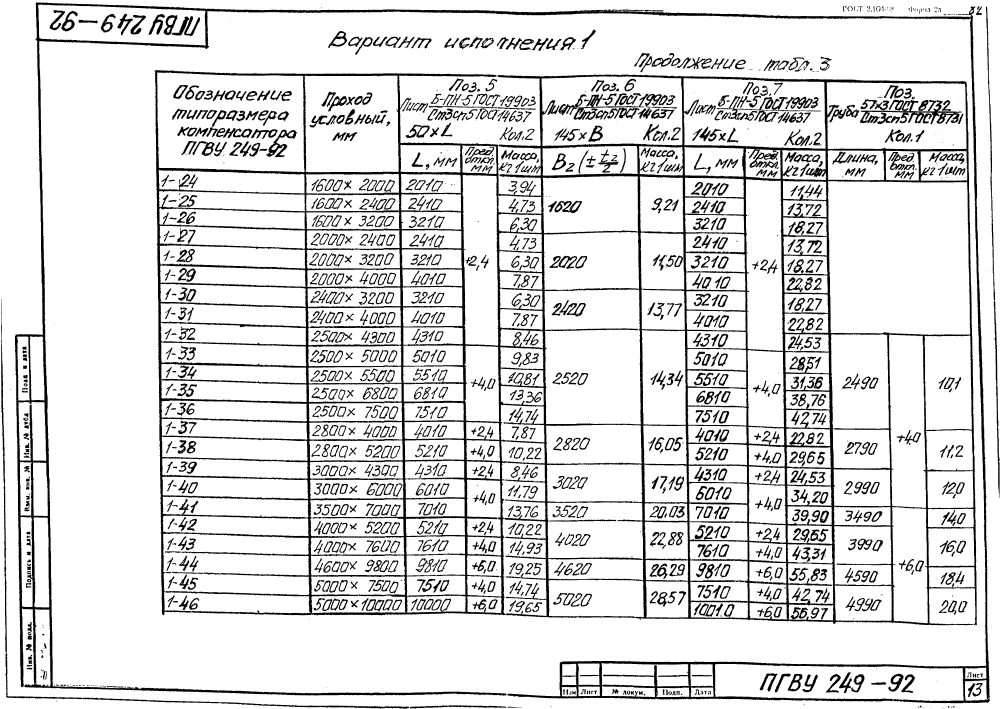 ГОСТ 2.104-68 Форма 2а 82
ПГВУ 249-92
Вариант исполнения 1
Продолжение табл. 3
Обозначение типоразмера компенсатора ПГВУ 249-92
Проход условный, мм
Поз. 5
Лист Б-ПН-5 ГОСТ 19903 / Ст3сп5 ГОСТ 14637
50×L Кол.2
Поз. 6
Лист Б-ПН-5 ГОСТ 19903 / Ст3сп5 ГОСТ 14637
145×B Кол.2
Поз. 7
Лист Б-ПН-5 ГОСТ 19903 / Ст3сп5 ГОСТ 14637
145×L Кол.2
Поз.
Труба 57×3 ГОСТ 8732 / Ст3сп5 ГОСТ 8731
Кол.1
L, мм Пред. откл. мм Масса, кг 1 шт B₂ (± t₂/2) Масса, кг 1 шт L, мм Пред. откл. мм Масса, кг 1 шт Длина, мм Пред. откл. мм Масса, кг 1 шт
1-24 1600×2000 2010 +2,4 3,94 1620 9,21 2010 +2,4 11,44
1-25 1600×2400 2410 4,73 2410 13,72
1-26 1600×3200 3210 6,30 3210 18,27
1-27 2000×2400 2410 4,73 2020 11,50 2410 13,72
1-28 2000×3200 3210 6,30 3210 18,27
1-29 2000×4000 4010 7,87 4010 22,82
1-30 2400×3200 3210 6,30 2420 13,77 3210 18,27
1-31 2400×4000 4010 7,87 4010 22,82
1-32 2500×4300 4310 8,46 2520 14,34 4310 24,53 2490 +4,0 10,1
1-33 2500×5000 5010 +4,0 9,83 5010 +4,0 28,51
1-34 2500×5500 5510 10,81 5510 31,36
1-35 2500×6800 6810 13,36 6810 38,76
1-36 2500×7500 7510 14,74 7510 42,74
1-37 2800×4000 4010 +2,4 7,87 2820 16,05 4010 +2,4 22,82 2790 11,2
1-38 2800×5200 5210 +4,0 10,22 5210 +4,0 29,65
1-39 3000×4300 4310 +2,4 8,46 3020 17,19 4310 +2,4 24,53 2990 12,0
1-40 3000×6000 6010 +4,0 11,79 6010 +4,0 34,20
1-41 3500×7000 7010 13,76 3520 20,03 7010 39,90 3490 +6,0 14,0
1-42 4000×5200 5210 +2,4 10,22 4020 22,88 5210 +2,4 29,65 3990 16,0
1-43 4000×7600 7610 +4,0 14,93 7610 +4,0 43,31
1-44 4600×9800 9810 +6,0 19,25 4620 26,29 9810 +6,0 55,83 4590 18,4
1-45 5000×7500 7510 +4,0 14,74 5020 28,57 7510 +4,0 42,74 4990 20,0
1-46 5000×10000 10000 +6,0 19,65 10010 +6,0 56,97
Подп и дата
Инв. № дубл
Взам. инв. №
Подпись и дата
Инв. № подл.
Изм Лист № докум. Подп. Дата
ПГВУ 249-92
Лист
13